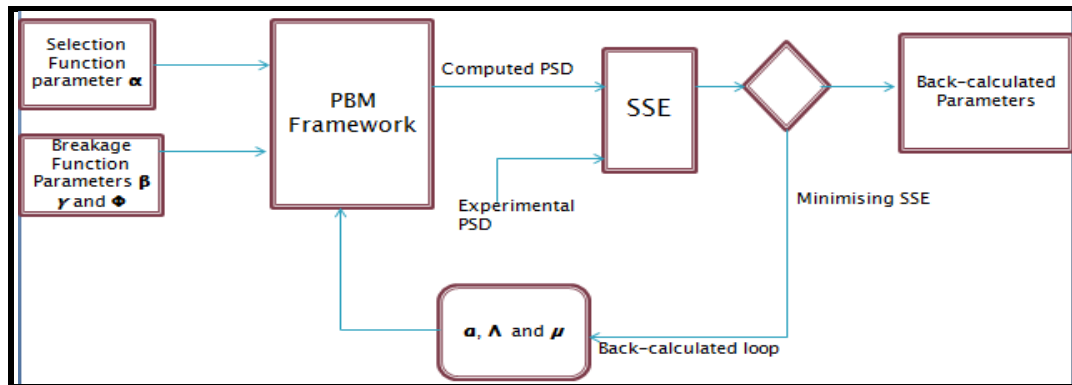 Selection
Function
parameter α
Breakage
Function
Parameters β
γ and Φ
PBM
Framework
Computed PSD
Experimental
PSD
SSE
Back-calculated
Parameters
Minimising SSE
a, Λ and μ
Back-calculated loop